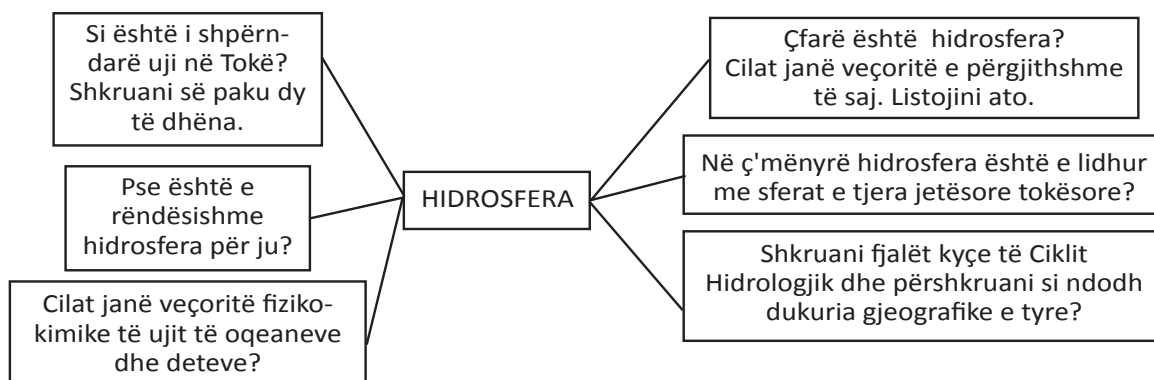 Si është i shpërn-
darë uji në Tokë?
Shkruani së paku dy
të dhëna.
Pse është e
rëndësishme
hidrosfera për ju?
Cilat janë veçoritë fiziko-
kimike të ujit të oqeaneve
dhe deteve?
HIDROSFERA
Çfarë është hidrosfera?
Cilat janë veçoritë e përgjithshme
të saj. Listojini ato.
Në ç'mënyrë hidrosfera është e lidhur
me sferat e tjera jetësore tokësore?
Shkruani fjalët kyçe të Ciklit
Hidrologjik dhe përshkruani si ndodh
dukuria gjeografike e tyre?